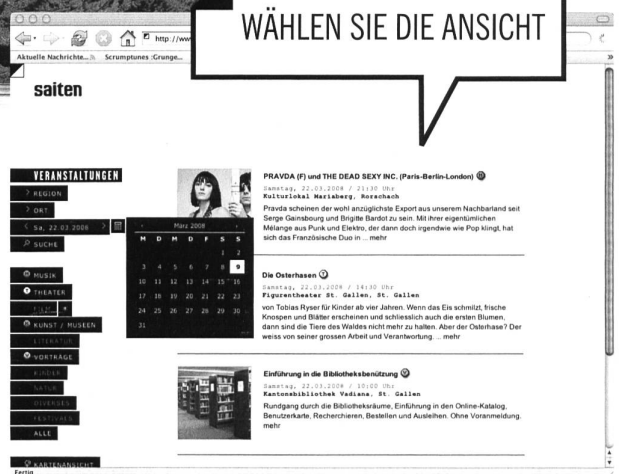 WÄHLEN SIE DIE ANSICHT
http://ww
Aktuelle Nachrichte... Scrumptunes :Grunge...
saiten
VERANSTALTUNGEN
REGION
ORT
Sa, 22.03.2008
SUCHE
MUSIK
THEATER
FILM
KUNST / MUSEEN
LITERATUR
VORTRÄGE
KINDER
NATUR
DIVERSES
FESTIVALS
ALLE
KARTENANSICHT
Fertig
März 2008
M D M D F S S
1 2
3 4 5 6 7 8 9
10 11 12 13 14 15 16
17 18 19 20 21 22 23
24 25 26 27 28 29 30
31
PRAVDA (F) und THE DEAD SEXY INC. (Paris-Berlin-London)
Samstag, 22.03.2008 / 21:30 Uhr
Kulturlokal Mariaberg, Rorschach
Pravda scheinen der wohl anzüglichste Export aus unserem Nachbarland seit
Serge Gainsbourg und Brigitte Bardot zu sein. Mit ihrer eigentümlichen
Mélange aus Punk und Elektro, der dann doch irgendwie wie Pop klingt, hat
sich das Französische Duo in ... mehr
Die Osterhasen
Samstag, 22.03.2008 / 14:30 Uhr
Figurentheater St. Gallen, St. Gallen
von Tobias Ryser für Kinder ab vier Jahren. Wenn das Eis schmilzt, frische
Knospen und Blätter erscheinen und schliesslich auch die ersten Blumen,
dann sind die Tiere des Waldes nicht mehr zu halten. Aber der Osterhase? Der
weiss von seiner grossen Arbeit und Verantwortung. ... mehr
Einführung in die Bibliotheksbenützung
Samstag, 22.03.2008 / 10:00 Uhr
Kantonsbibliothek Vadiana, St. Gallen
Rundgang durch die Bibliotheksräume, Einführung in den Online-Katalog,
Benutzerkarte, Recherchieren, Bestellen und Ausleihen. Ohne Voranmeldung.
mehr